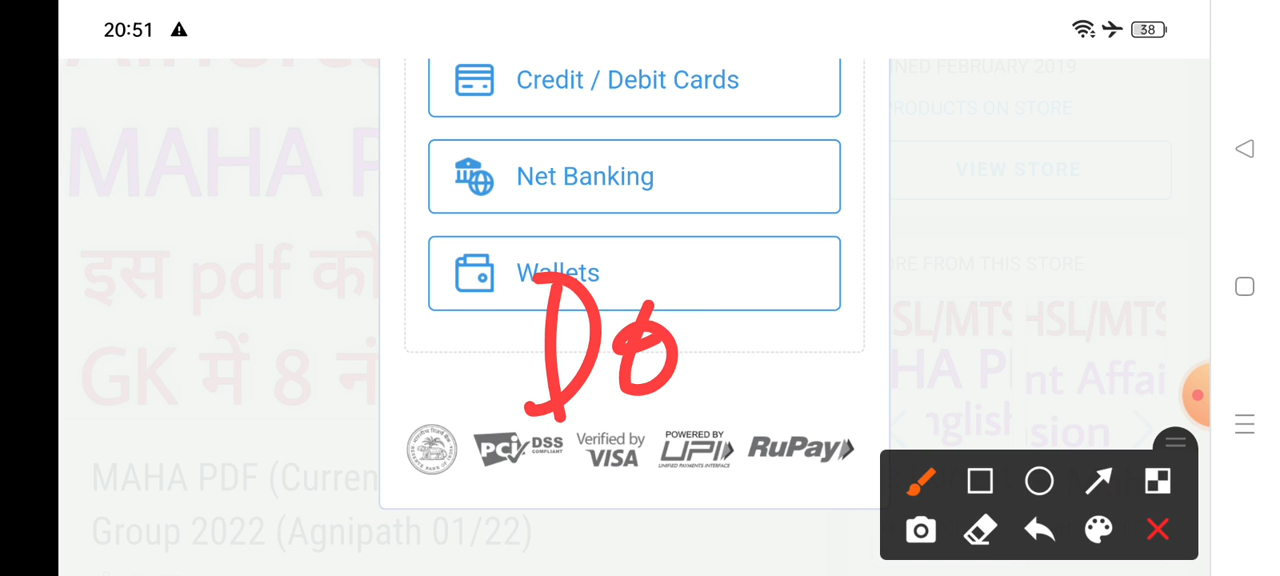 20:51
38
Credit / Debit Cards
NED FEBRUARY 2019
PRODUCTS ON STORE
MAHA P
Net Banking
VIEW STORE
इस pdf को
Wallets
RE FROM THIS STORE
SL/MTS HSL/MTS
Do
GK में 8 नं
HA P nt Affai
nglish sion
PCi DSS COMPLIANT
Verified by VISA
POWERED BY UPI UNIFIED PAYMENTS INTERFACE
RuPay
MAHA PDF (Curren
Group 2022 (Agnipath 01/22)